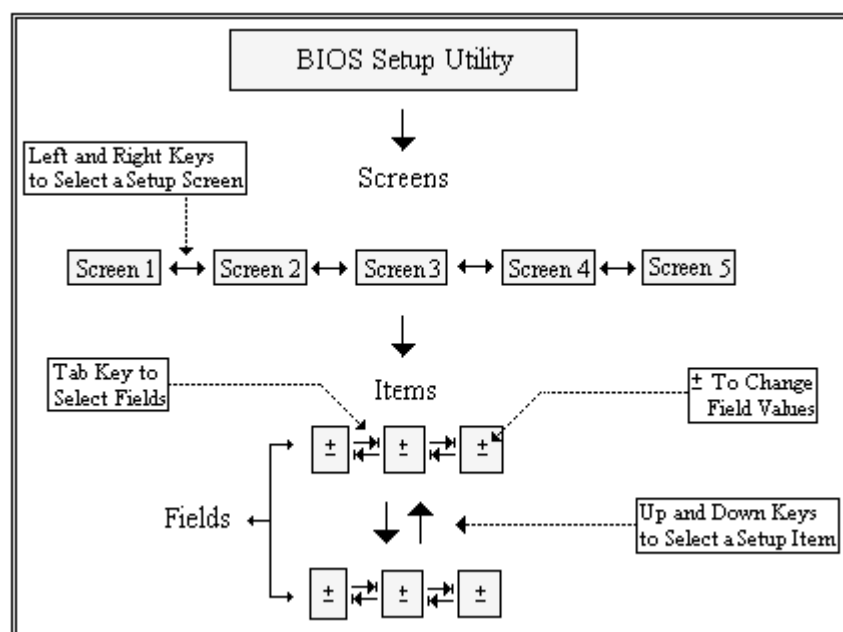 BIOS Setup Utility
Left and Right Keys
to Select a Setup Screen
Screens
Screen 1
Screen 2
Screen 3
Screen 4
Screen 5
Tab Key to
Select Fields
Items
± To Change
Field Values
± ± ±
Fields
Up and Down Keys
to Select a Setup Item
± ± ±